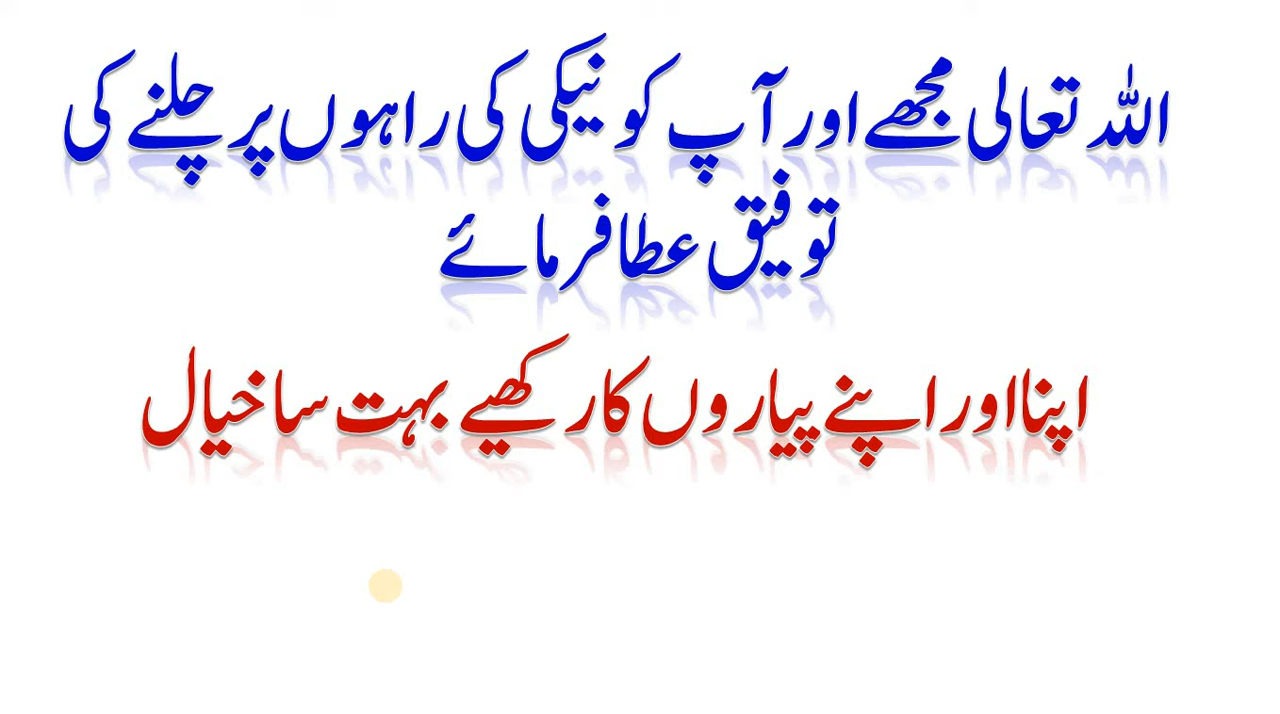 اللہ تعالی مجھے اور آپ کو نیکی کی راہوں پر چلنے کی
توفیق عطا فرمائے
اپنا اور اپنے پیاروں کا رکھیے بہت سا خیال